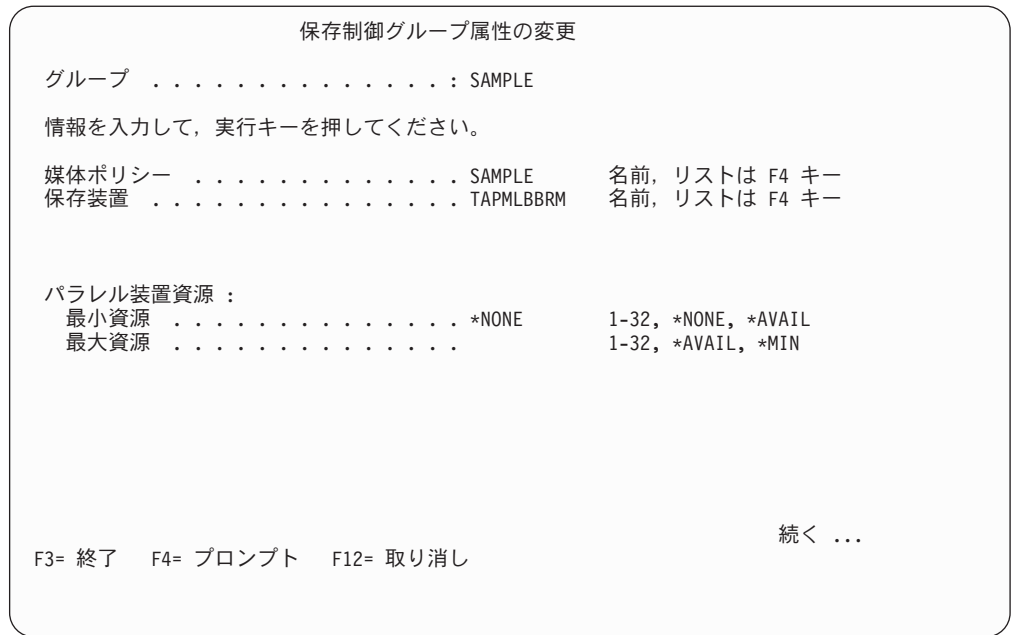 保存制御グループ属性の変更
グループ . . . . . . . . . . . . . . : SAMPLE
情報を入力して, 実行キーを押してください。
媒体ポリシー . . . . . . . . . . . . . SAMPLE 名前, リストは F4 キー
保存装置 . . . . . . . . . . . . . . . TAPMLBBRM 名前, リストは F4 キー
パラレル装置資源 :
最小資源 . . . . . . . . . . . . . . *NONE 1-32, *NONE, *AVAIL
最大資源 . . . . . . . . . . . . . . 1-32, *AVAIL, *MIN
続く ...
F3= 終了 F4= プロンプト F12= 取り消し